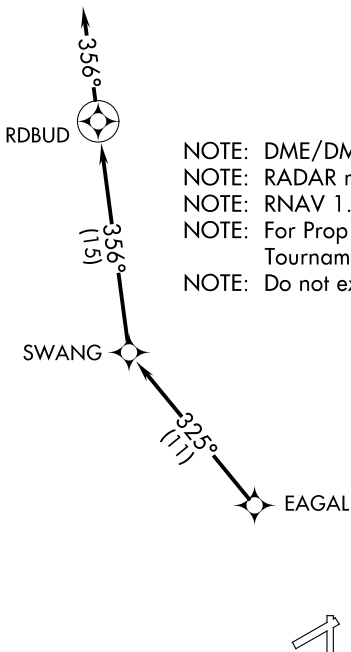 356°
RDBUD
NOTE: DME/DM
NOTE: RADAR
NOTE: RNAV 1.
NOTE: For Prop
Tournam
NOTE: Do not ex
356°
(15)
SWANG
325°
(11)
EAGAL